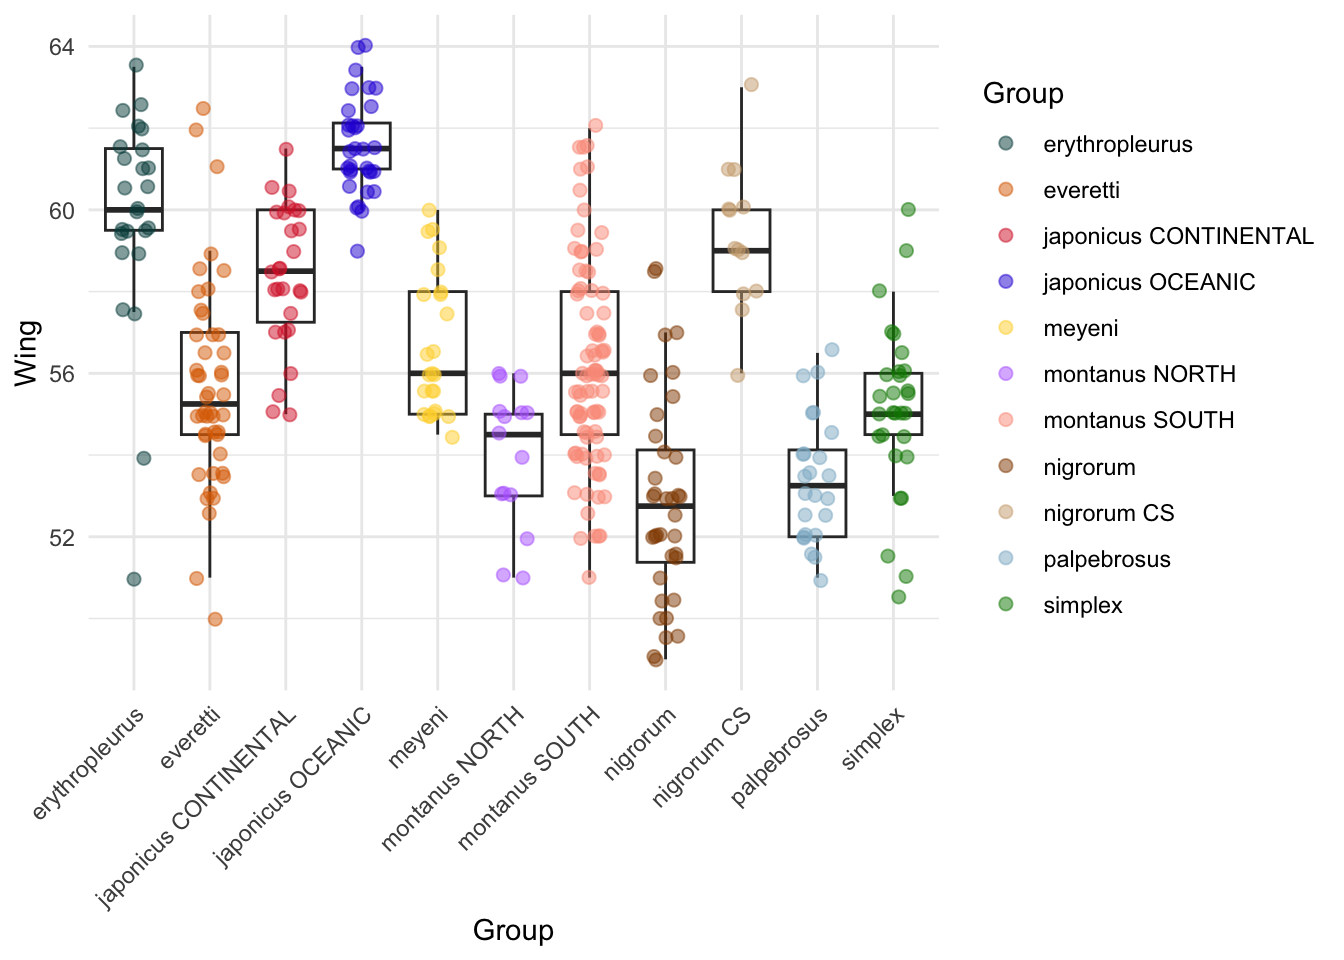 64
60
56
52
Wing
erythropleurus
everetti
japonicus CONTINENTAL
japonicus OCEANIC
meyeni
montanus NORTH
montanus SOUTH
nigrorum
nigrorum CS
palpebrosus
simplex
Group
Group
erythropleurus
everetti
japonicus CONTINENTAL
japonicus OCEANIC
meyeni
montanus NORTH
montanus SOUTH
nigrorum
nigrorum CS
palpebrosus
simplex